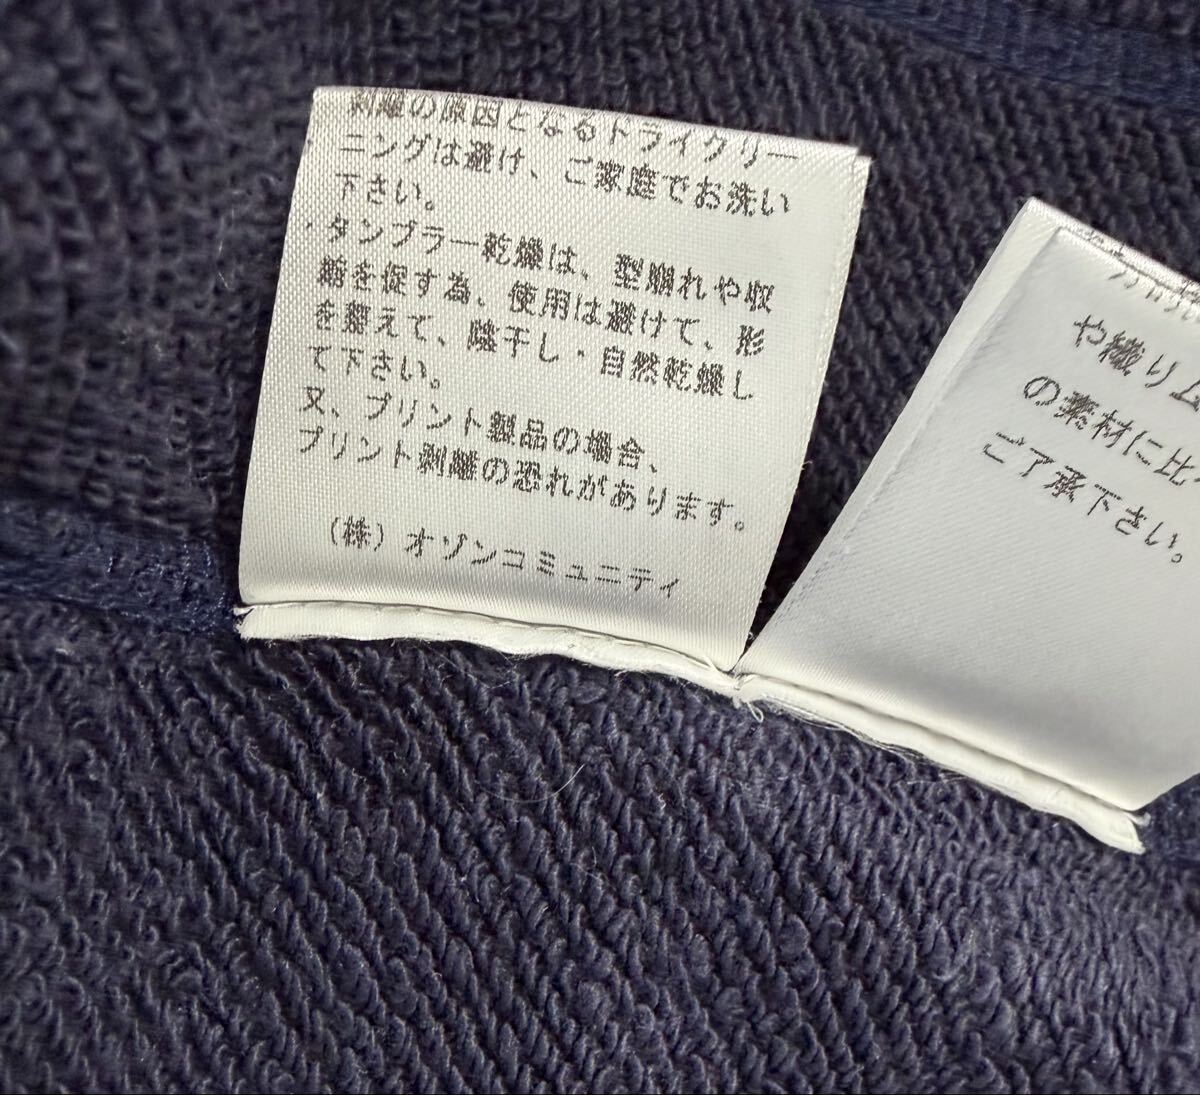 剥離の原因となるドライクリー
ニングは避け、ご家庭でお洗い
下さい。
・タンブラー乾燥は、型崩れや収
縮を促す為、使用は避けて、形
を整えて、陰干し・自然乾燥し
て下さい。
又、プリント製品の場合、
プリント剥離の恐れがあります。
(株)オゾンコミュニティ
や織りム
の素材に比
ご了承下さい。